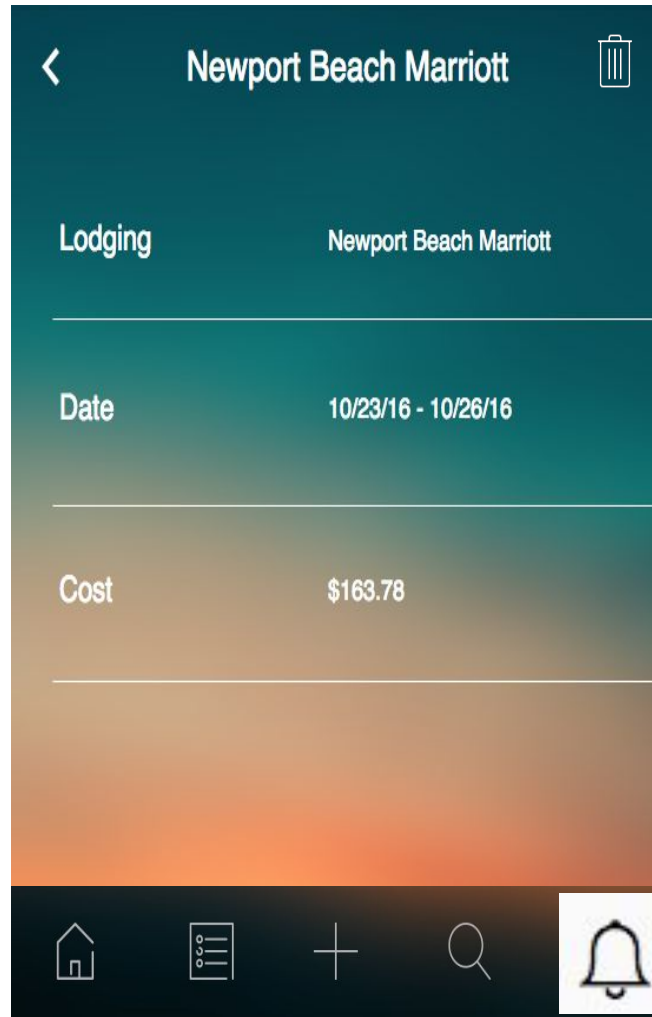 Newport Beach Marriott
Lodging Newport Beach Marriott
Date 10/23/16 - 10/26/16
Cost $163.78